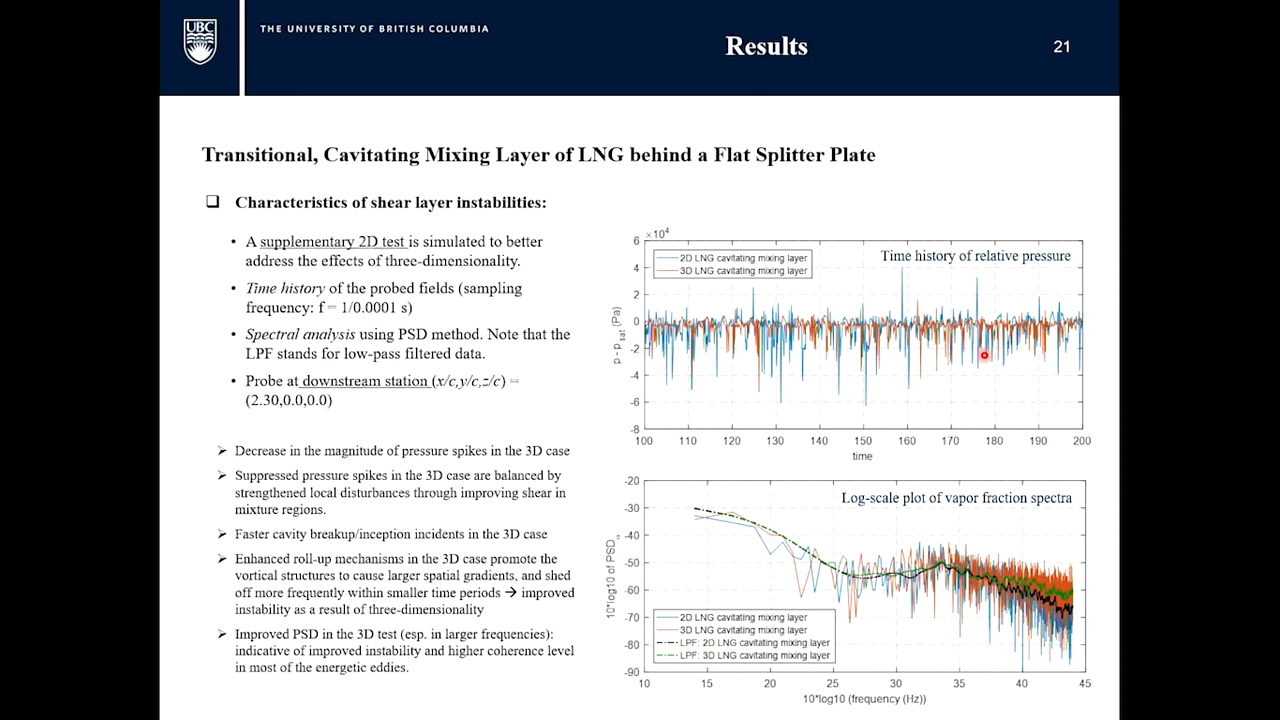 UBC
THE UNIVERSITY OF BRITISH COLUMBIA
Results
21
Transitional, Cavitating Mixing Layer of LNG behind a Flat Splitter Plate
Characteristics of shear layer instabilities:
• A supplementary 2D test is simulated to better
address the effects of three-dimensionality.
• Time history of the probed fields (sampling
frequency: f = 1/0.0001 s)
• Spectral analysis using PSD method. Note that the
LPF stands for low-pass filtered data.
• Probe at downstream station (x/c,y/c,z/c) =
(2.30,0.0,0.0)
➢ Decrease in the magnitude of pressure spikes in the 3D case
➢ Suppressed pressure spikes in the 3D case are balanced by
strengthened local disturbances through improving shear in
mixture regions.
➢ Faster cavity breakup/inception incidents in the 3D case
➢ Enhanced roll-up mechanisms in the 3D case promote the
vortical structures to cause larger spatial gradients, and shed
off more frequently within smaller time periods → improved
instability as a result of three-dimensionality
➢ Improved PSD in the 3D test (esp. in larger frequencies):
indicative of improved instability and higher coherence level
in most of the energetic eddies.
×10⁴
Time history of relative pressure
2D LNG cavitating mixing layer
3D LNG cavitating mixing layer
p - p sat (Pa)
6
4
2
0
-2
-4
-6
-8
100 110 120 130 140 150 160 170 180 190 200
time
Log-scale plot of vapor fraction spectra
10*log10 of PSD α
-20
-30
-40
-50
-60
-70
-80
-90
2D LNG cavitating mixing layer
3D LNG cavitating mixing layer
LPF: 2D LNG cavitating mixing layer
LPF: 3D LNG cavitating mixing layer
10 15 20 25 30 35 40 45
10*log10 (frequency (Hz))